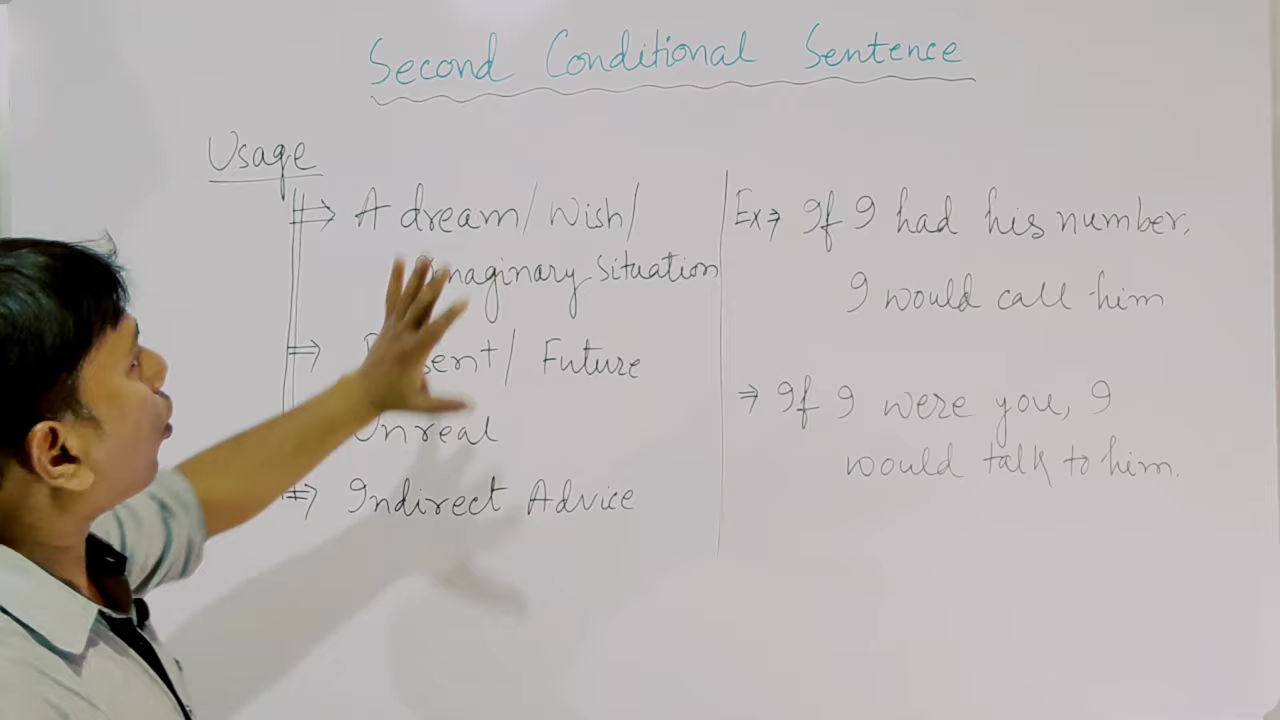 Second Conditional Sentence
Usage
⇒ A dream/Wish/
Imaginary Situation
⇒ Present/ Future
Unreal
⇒ Indirect Advice
Ex⇒ If I had his number,
I would call him
⇒ If I were you, I
would talk to him.